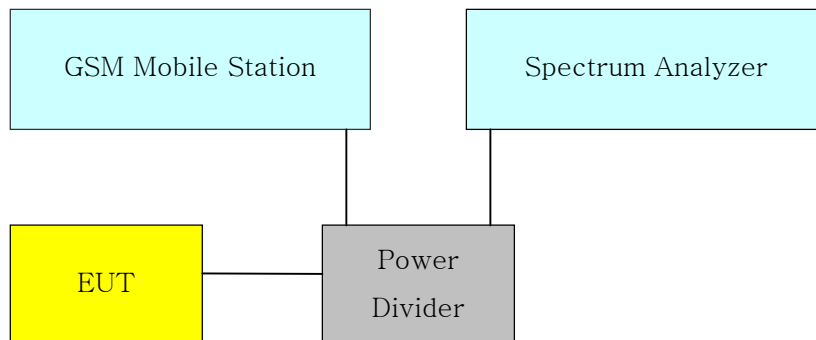 GSM Mobile Station
Spectrum Analyzer
EUT
Power
Divider